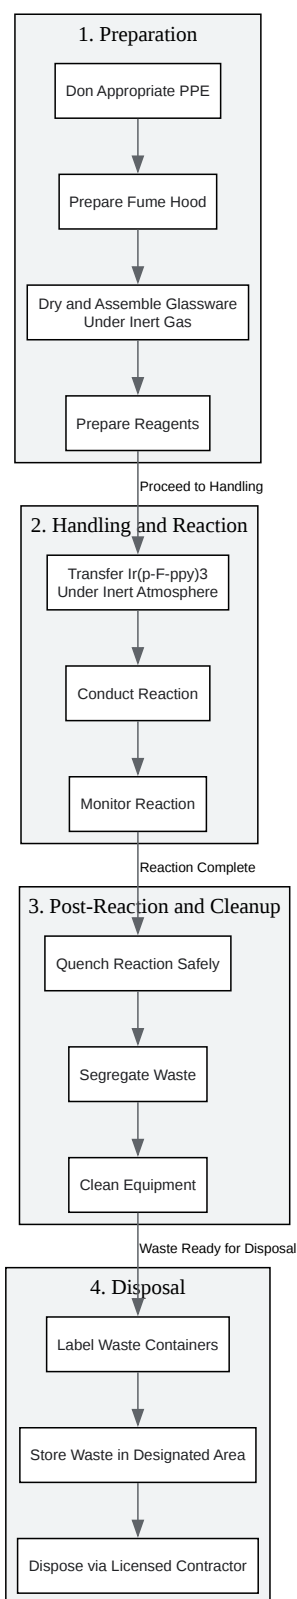 1. Preparation
Don Appropriate PPE
Prepare Fume Hood
Dry and Assemble Glassware
Under Inert Gas
Prepare Reagents
Proceed to Handling
2. Handling and Reaction
Transfer Ir(p-F-ppy)3
Under Inert Atmosphere
Conduct Reaction
Monitor Reaction
Reaction Complete
3. Post-Reaction and Cleanup
Quench Reaction Safely
Segregate Waste
Clean Equipment
Waste Ready for Disposal
4. Disposal
Label Waste Containers
Store Waste in Designated Area
Dispose via Licensed Contractor